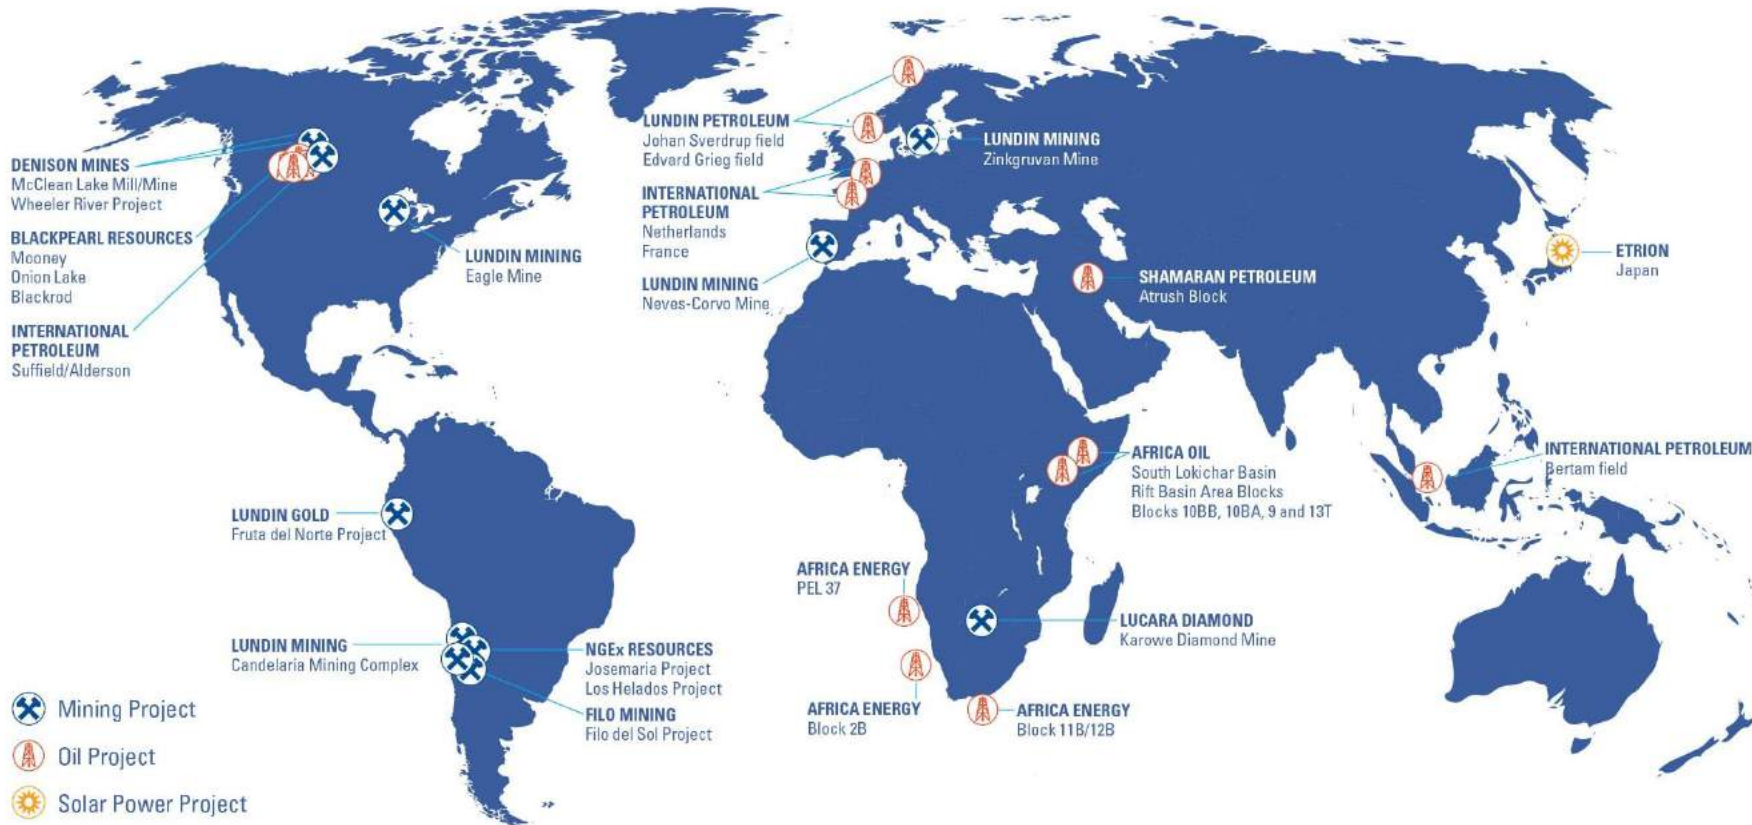 DENISON MINES
McClean Lake Mill/Mine
Wheeler River Project
BLACKPEARL RESOURCES
Mooney
Onion Lake
Blackrod
INTERNATIONAL
PETROLEUM
Suffield/Alderson
LUNDIN MINING
Eagle Mine
LUNDIN GOLD
Fruta del Norte Project
LUNDIN MINING
Candelaria Mining Complex
NGEx RESOURCES
Josemaria Project
Los Helados Project
FILO MINING
Filo del Sol Project
LUNDIN PETROLEUM
Johan Sverdrup field
Edvard Grieg field
INTERNATIONAL
PETROLEUM
Netherlands
France
LUNDIN MINING
Neves-Corvo Mine
LUNDIN MINING
Zinkgruvan Mine
SHAMARAN PETROLEUM
Atrush Block
ETRION
Japan
AFRICA OIL
South Lokichar Basin
Rift Basin Area Blocks
Blocks 10BB, 10BA, 9 and 13T
INTERNATIONAL PETROLEUM
Bertam field
AFRICA ENERGY
PEL 37
LUCARA DIAMOND
Karowe Diamond Mine
AFRICA ENERGY
Block 2B
AFRICA ENERGY
Block 11B/12B
Mining Project
Oil Project
Solar Power Project